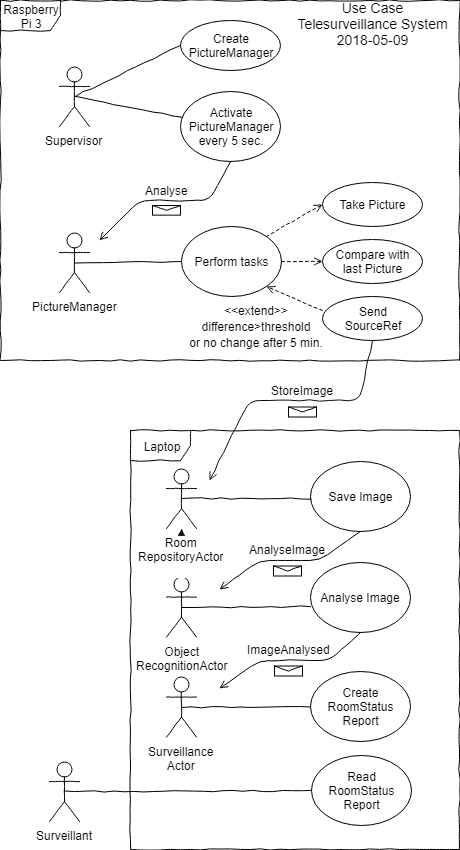 Raspberry
Pi 3
Use Case
Telesurveillance System
2018-05-09
Create
PictureManager
Supervisor
Activate
PictureManager
every 5 sec.
Analyse
Take Picture
PictureManager
Perform tasks
Compare with
last Picture
<<extend>>
difference>threshold
or no change after 5 min.
Send
SourceRef
StoreImage
Laptop
Save Image
Room
RepositoryActor
AnalyseImage
Analyse Image
Object
RecognitionActor
ImageAnalysed
Create
RoomStatus
Report
Surveillance
Actor
Read
RoomStatus
Report
Surveillant